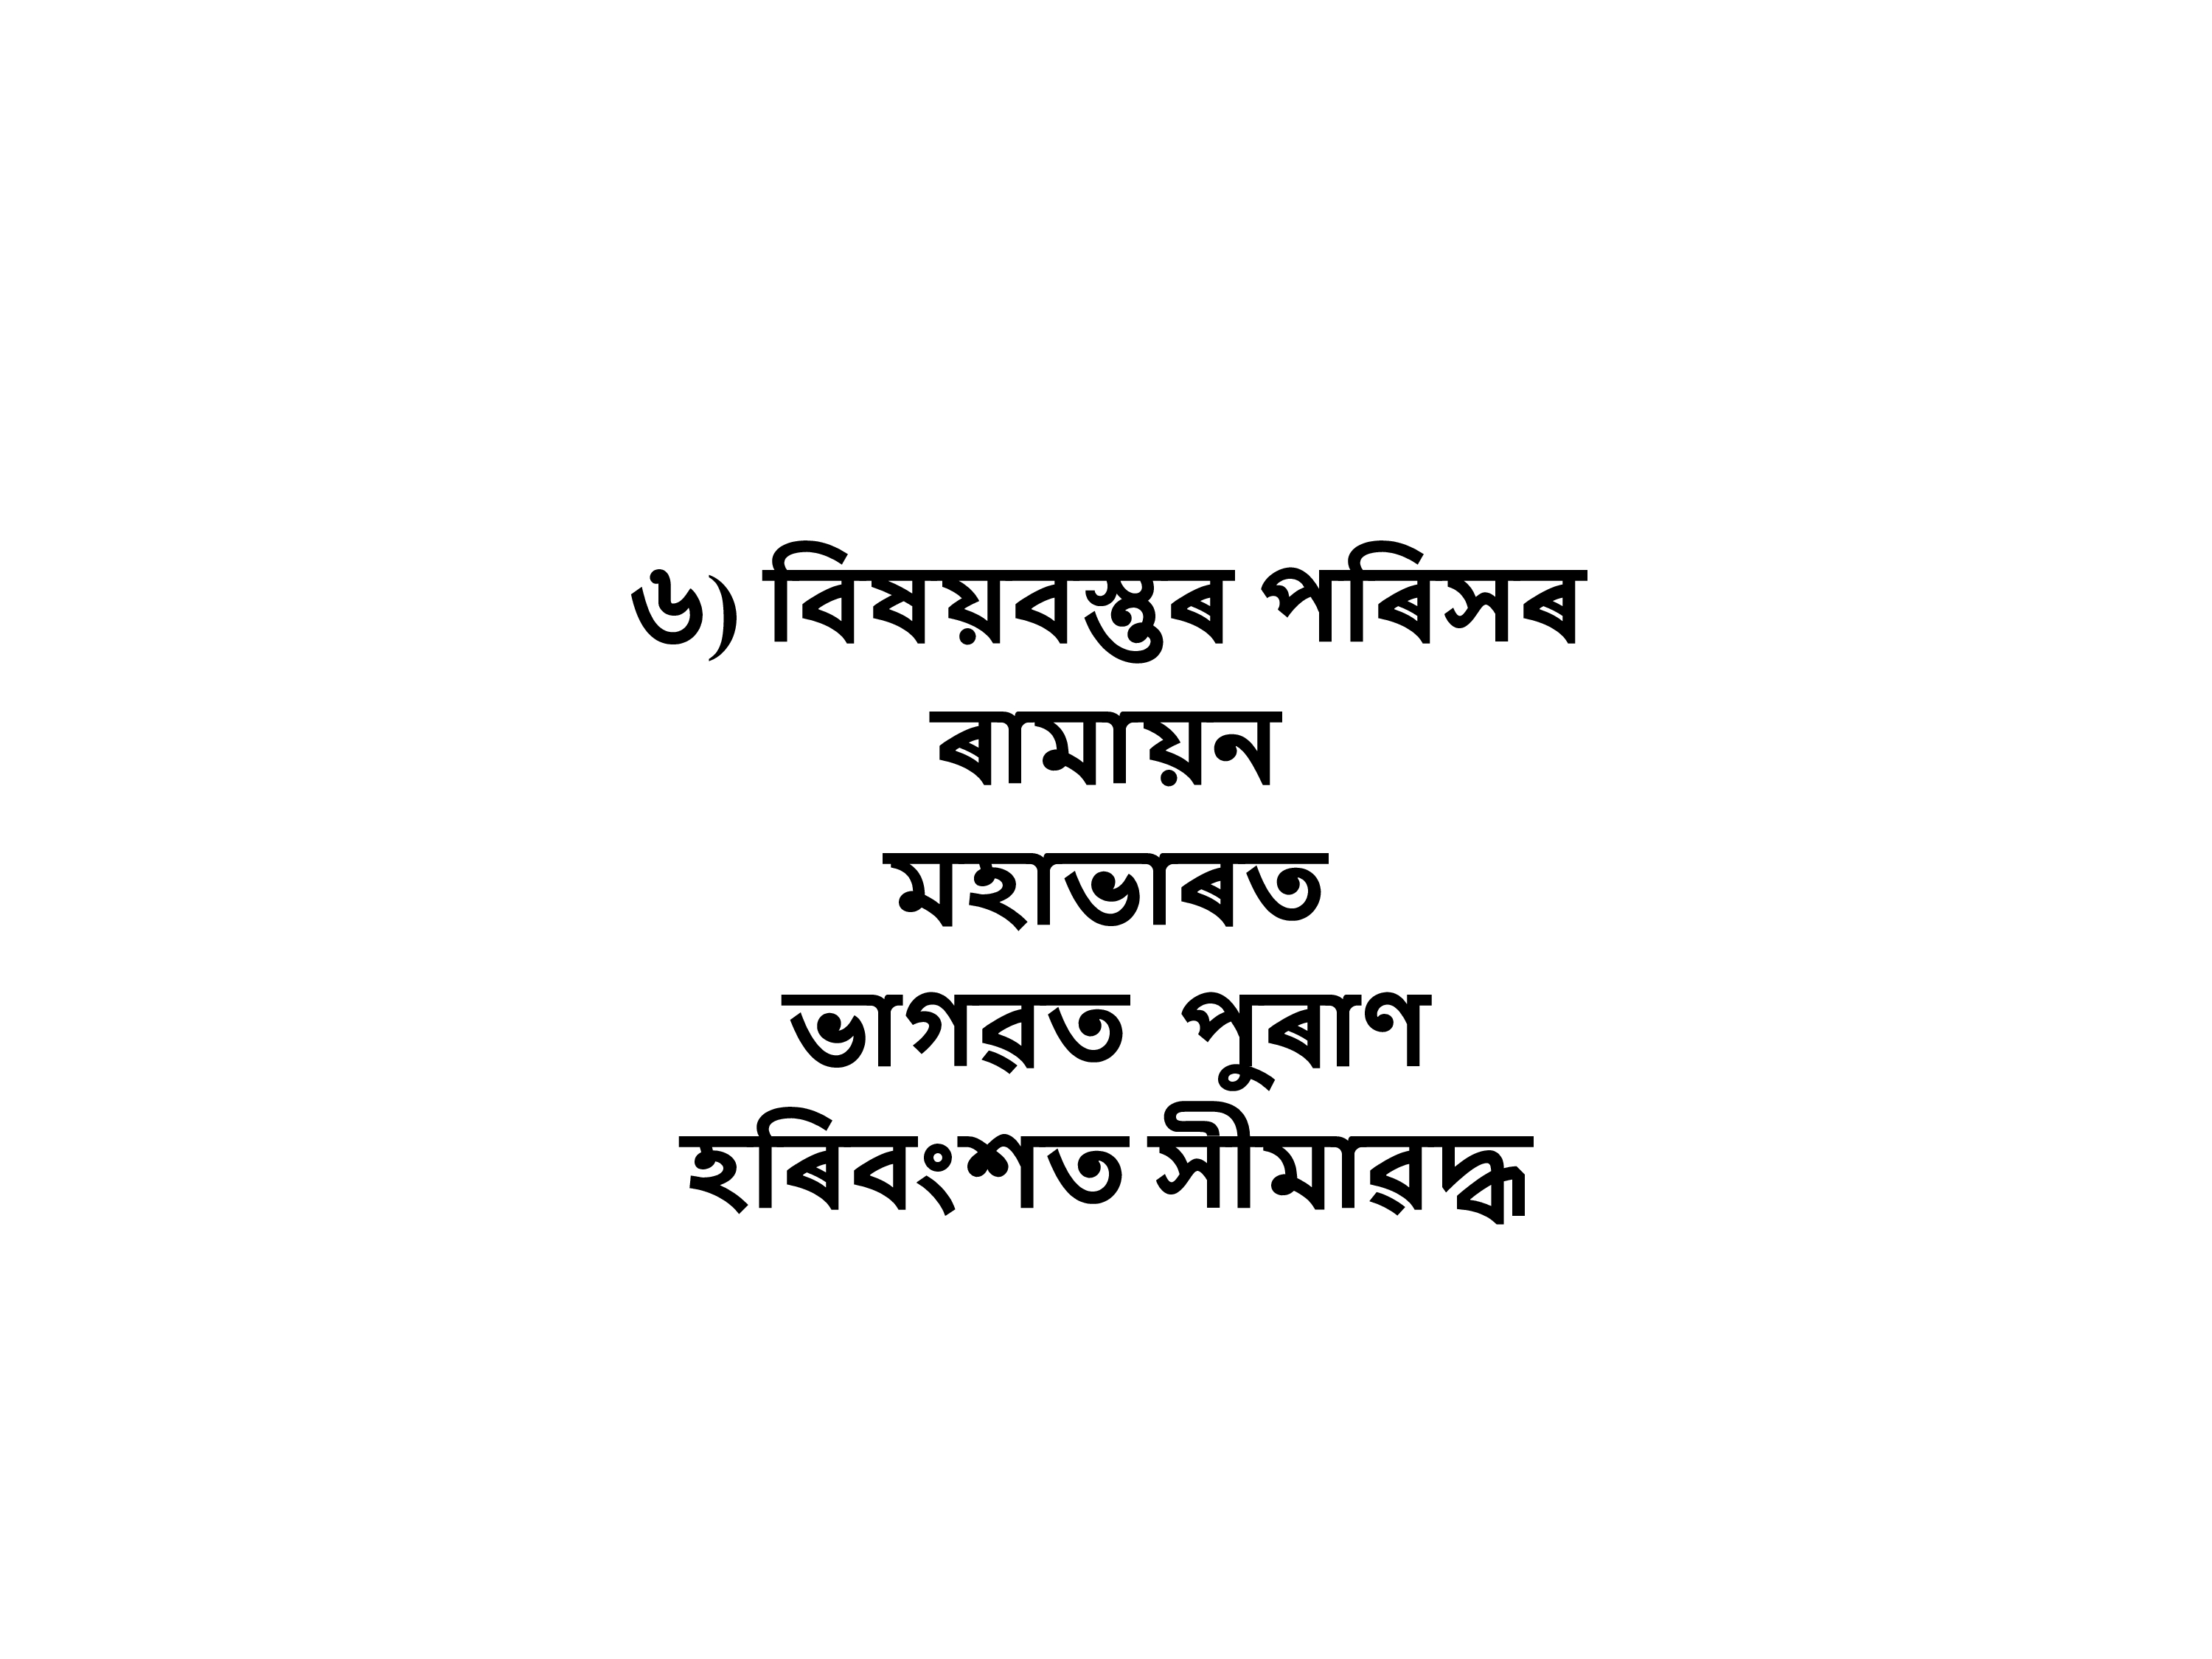 ৬) বিষয়বস্তুৰ পৰিসৰ
ৰামায়ন
মহাভাৰত
ভাগৱত পুৰাণ
হৰিবংশত সীমাৱদ্ধ